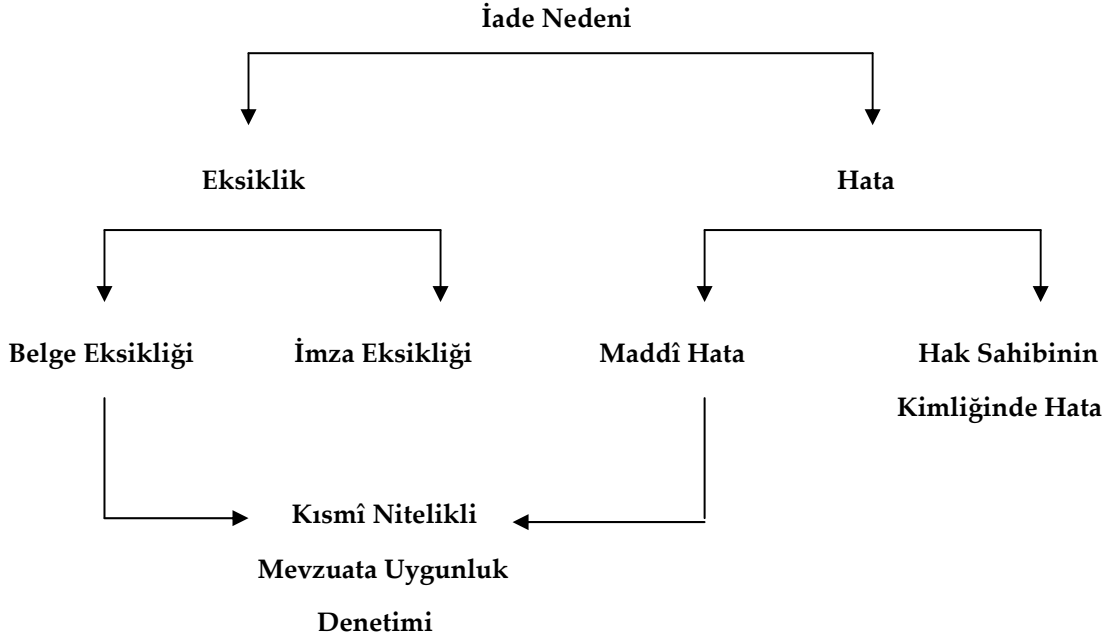 İade Nedeni
Eksiklik
Hata
Belge Eksikliği
İmza Eksikliği
Maddî Hata
Hak Sahibinin
Kimliğinde Hata
Kısmî Nitelikli
Mevzuata Uygunluk
Denetimi